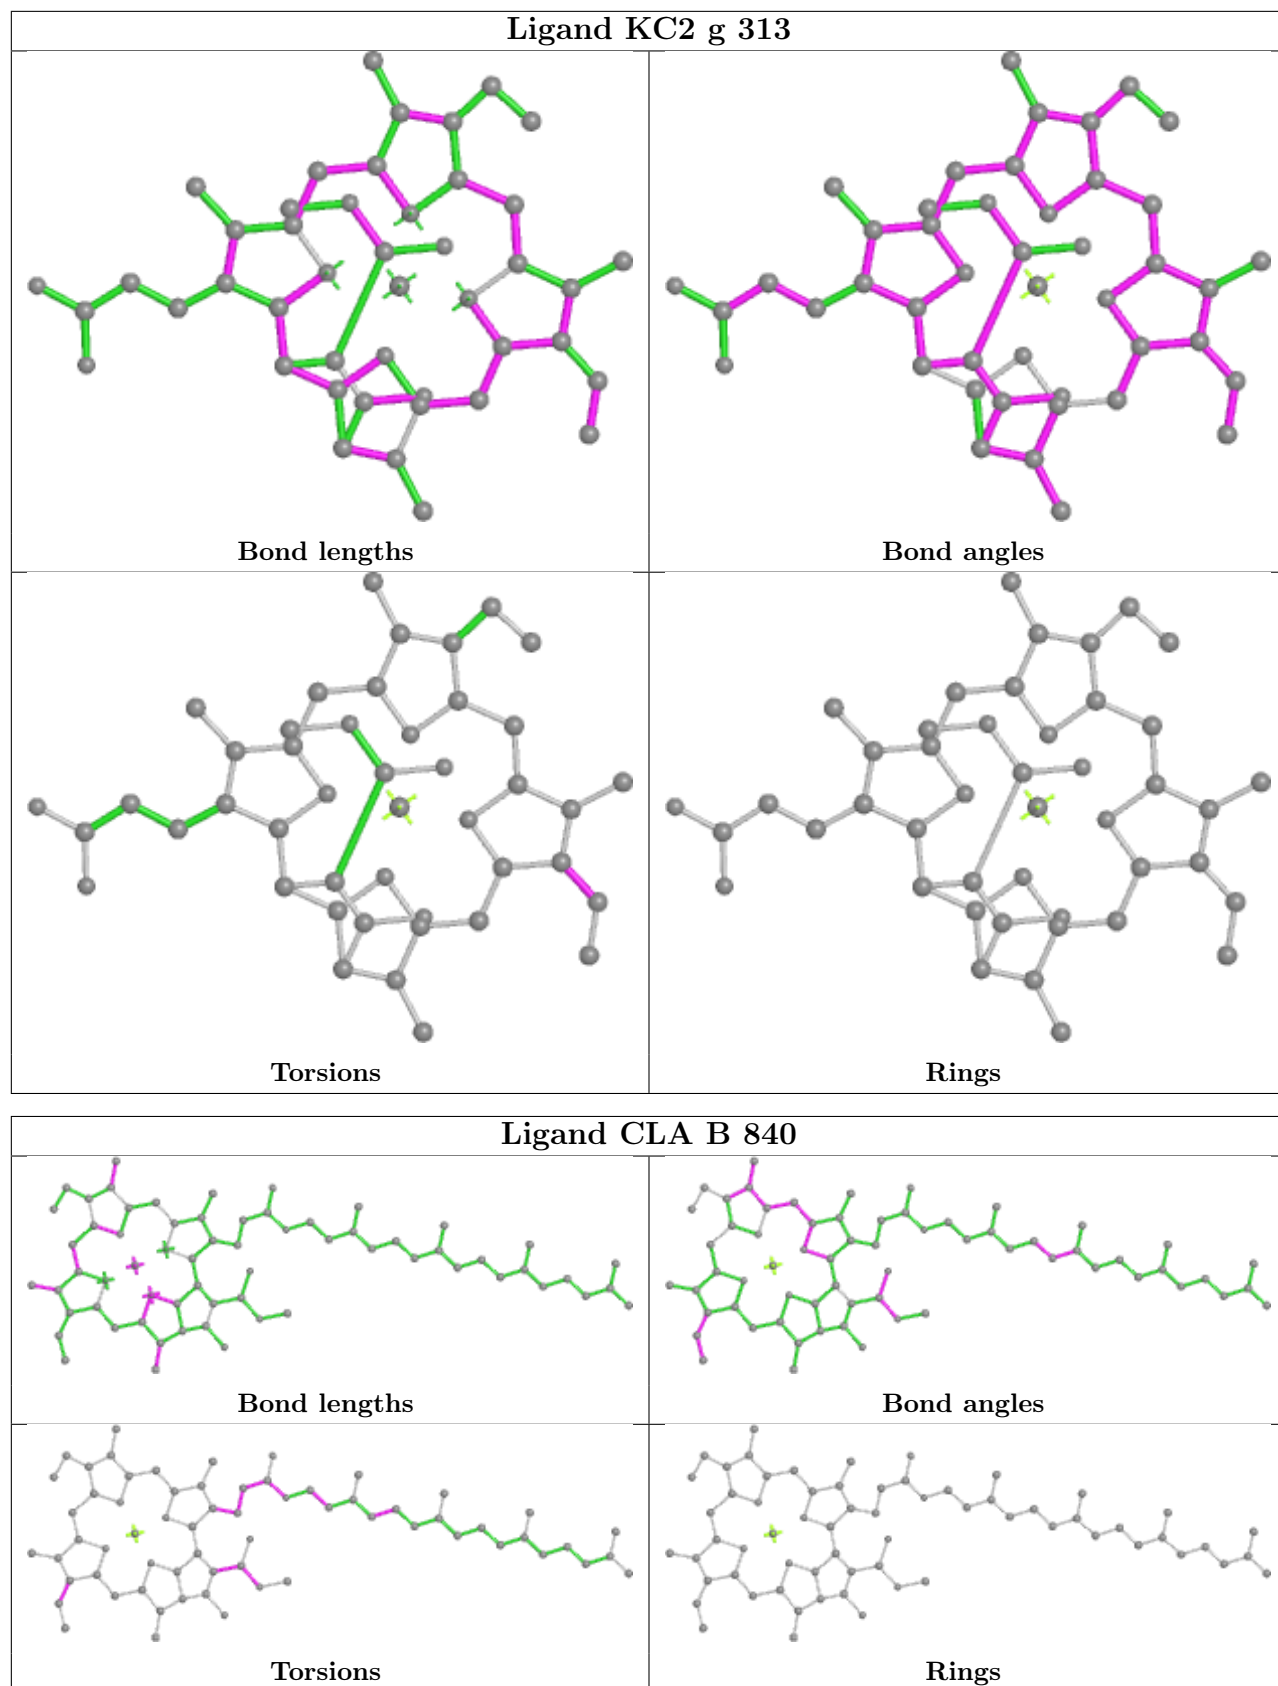 Ligand KC2 g 313
Bond lengths
Bond angles
Torsions
Rings
Ligand CLA B 840
Bond lengths
Bond angles
Torsions
Rings